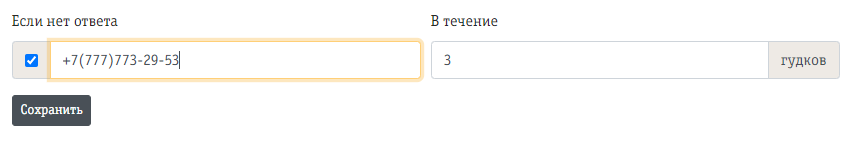 Если нет ответа
В течение
+7(777)773-29-53
3
гудков
Сохранить